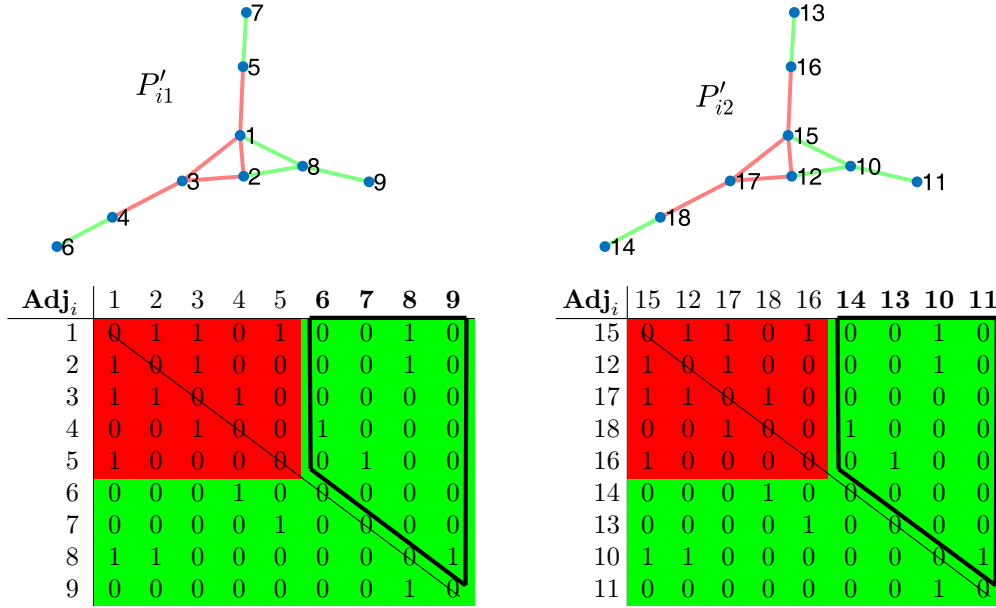 7
5
P'i1
1
3
2
8
9
4
6
13
16
P'i2
15
17
12
10
11
18
14
Adji 1 2 3 4 5 6 7 8 9
1 0 1 1 0 1 0 0 1 0
2 1 0 1 0 0 0 0 1 0
3 1 1 0 1 0 0 0 0 0
4 0 0 1 0 0 1 0 0 0
5 1 0 0 0 0 0 1 0 0
6 0 0 0 1 0 0 0 0 0
7 0 0 0 0 1 0 0 0 0
8 1 1 0 0 0 0 0 0 1
9 0 0 0 0 0 0 0 1 0
Adji 15 12 17 18 16 14 13 10 11
15 0 1 1 0 1 0 0 1 0
12 1 0 1 0 0 0 0 1 0
17 1 1 0 1 0 0 0 0 0
18 0 0 1 0 0 1 0 0 0
16 1 0 0 0 0 0 1 0 0
14 0 0 0 1 0 0 0 0 0
13 0 0 0 0 1 0 0 0 0
10 1 1 0 0 0 0 0 0 1
11 0 0 0 0 0 0 0 1 0